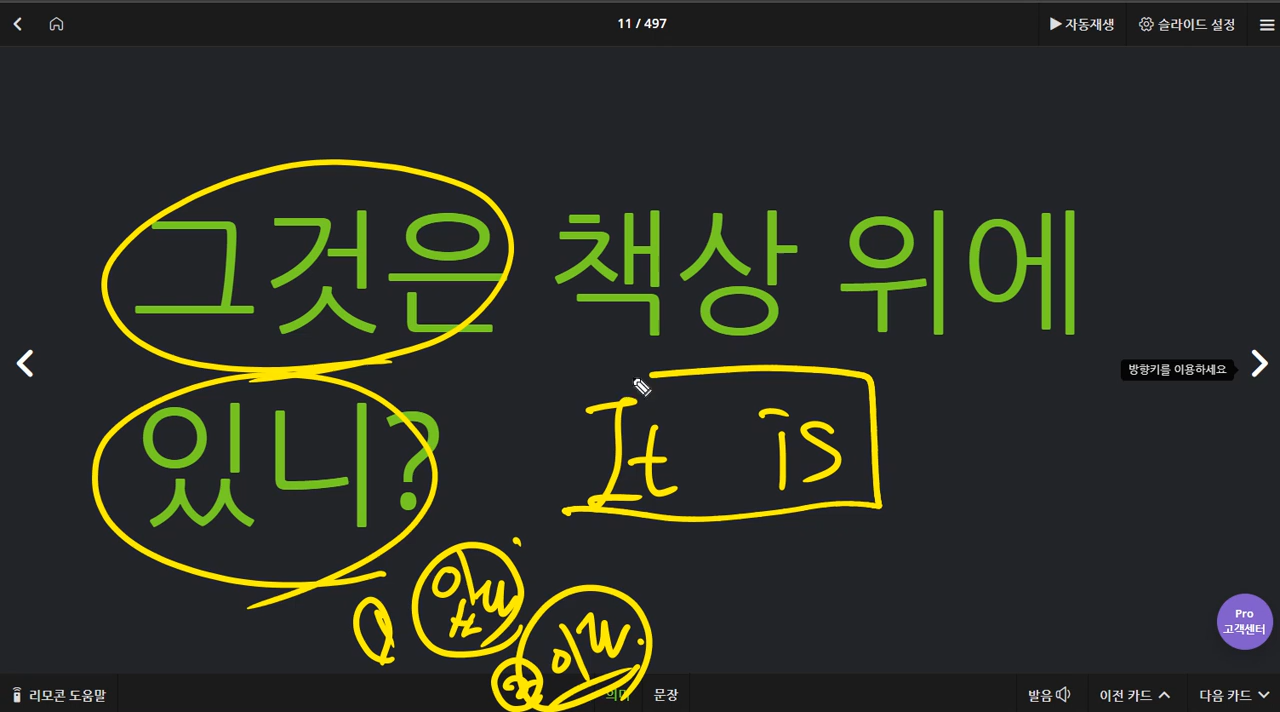 11 / 497
자동재생
슬라이드 설정
그것은 책상 위에
있니?
방향키를 이용하세요
It is
Pro
고객센터
리모콘 도움말
의미
문장
발음
이전 카드
다음 카드